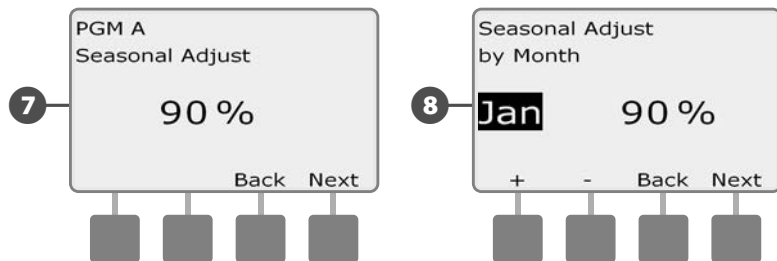 PGM A
Seasonal Adjust
7
90 %
Back Next
Seasonal Adjust
by Month
8
Jan 90 %
+ - Back Next